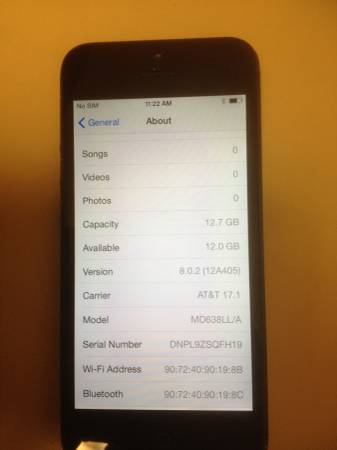 No SIM 11:22 AM
General About
Songs 0
Videos 0
Photos 0
Capacity 12.7 GB
Available 12.0 GB
Version 8.0.2 (12A405)
Carrier AT&T 17.1
Model MD638LL/A
Serial Number DNPL9ZSQFH19
Wi-Fi Address 90:72:40:90:19:8B
Bluetooth 90:72:40:90:19:8C